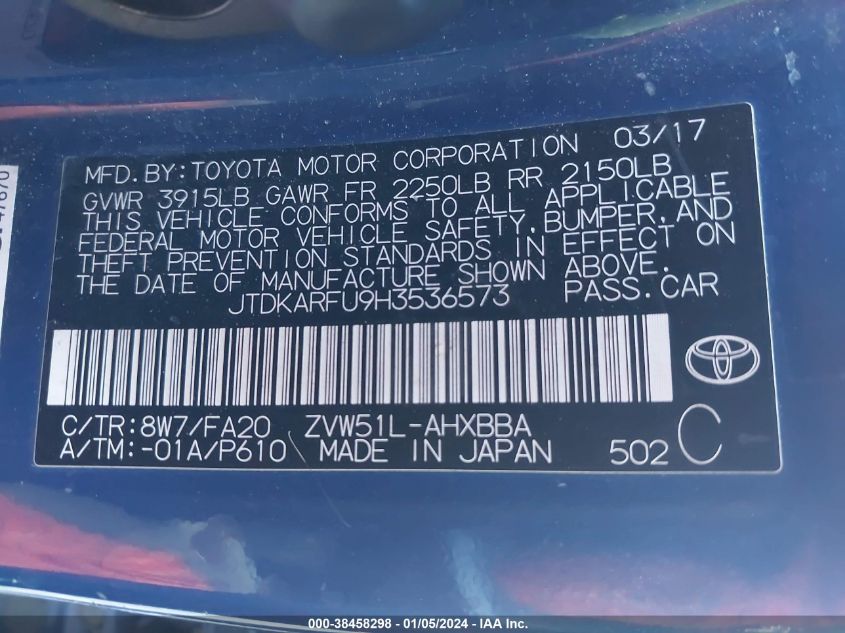 MFD.BY:TOYOTA MOTOR CORPORATION 03/17
GVWR 3915LB GAWR FR 2250LB RR 2150LB
THIS VEHICLE CONFORMS TO ALL APPLICABLE
FEDERAL MOTOR VEHICLE SAFETY,BUMPER,AND
THEFT PREVENTION STANDARDS IN EFFECT ON
THE DATE OF MANUFACTURE SHOWN ABOVE.
JTDKARFU9H3536573 PASS.CAR
C/TR:8W7/FA20 ZVW51L-AHXBBA
A/TM:-01A/P610 MADE IN JAPAN 502 C
000-38458298 - 01/05/2024 - IAA Inc.